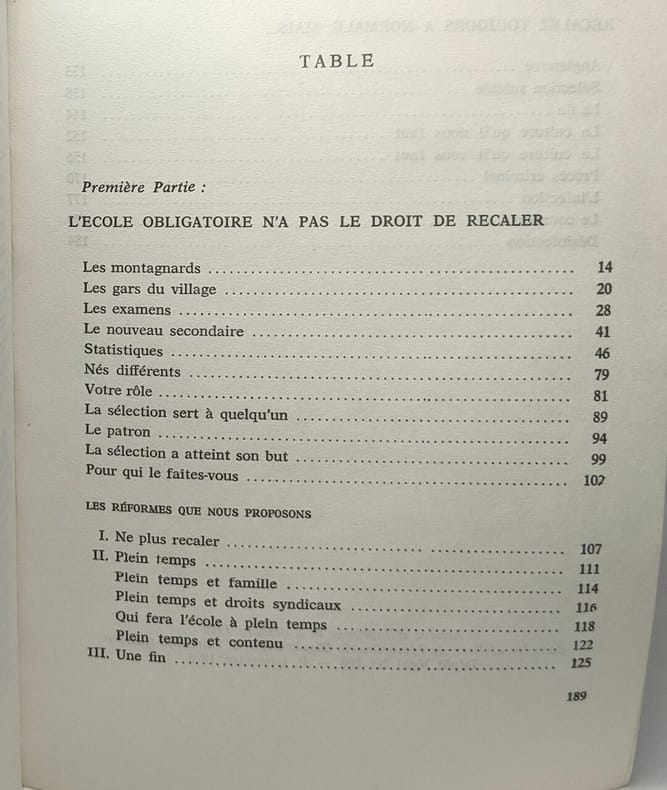 TABLE
Première Partie :
L'ECOLE OBLIGATOIRE N'A PAS LE DROIT DE RECALER
Les montagnards 14
Les gars du village 20
Les examens 28
Le nouveau secondaire 41
Statistiques 46
Nés différents 79
Votre rôle 81
La sélection sert à quelqu'un 89
Le patron 94
La sélection a atteint son but 99
Pour qui le faites-vous 102
LES RÉFORMES QUE NOUS PROPOSONS
I. Ne plus recaler 107
II. Plein temps 111
Plein temps et famille 114
Plein temps et droits syndicaux 116
Qui fera l'école à plein temps 118
Plein temps et contenu 122
III. Une fin 125
189